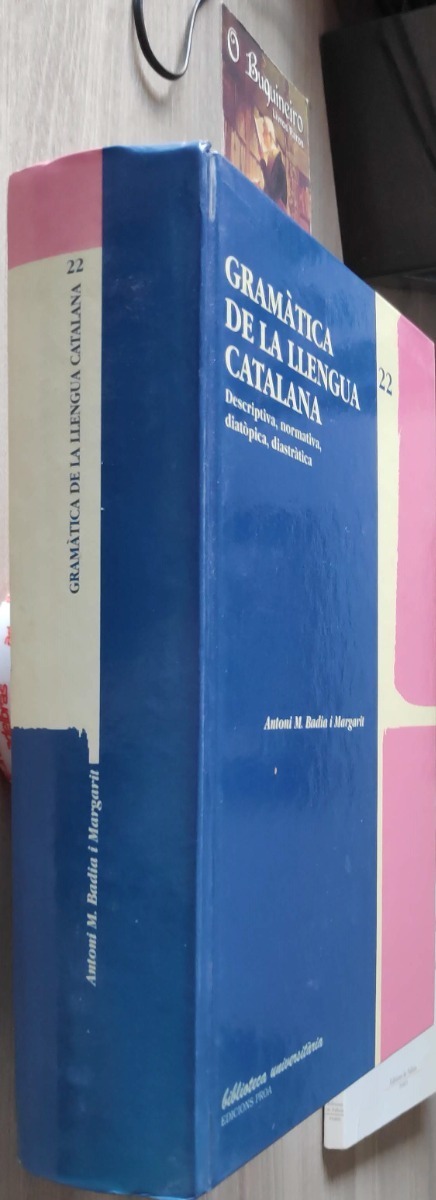 O Buquineiro
GRAMÀTICA
DE LA LLENGUA
CATALANA
Descriptiva, normativa,
diatòpica, diastràtica
22
Antoni M. Badia i Margarit
biblioteca universitària
EDICIONS PROA
22
GRAMÀTICA DE LA LLENGUA CATALANA
Antoni M. Badia i Margarit